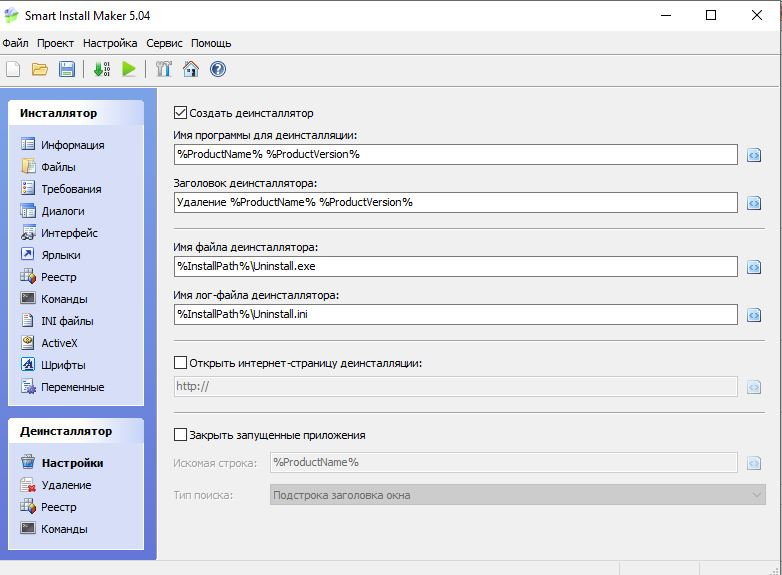 Smart Install Maker 5.04
Файл Проект Настройка Сервис Помощь
Инсталлятор
Информация
Файлы
Требования
Диалоги
Интерфейс
Ярлыки
Реестр
Команды
INI файлы
ActiveX
Шрифты
Переменные
Деинсталлятор
Настройки
Удаление
Реестр
Команды
Создать деинсталлятор
Имя программы для деинсталляции:
%ProductName% %ProductVersion%
Заголовок деинсталлятора:
Удаление %ProductName% %ProductVersion%
Имя файла деинсталлятора:
%InstallPath%\Uninstall.exe
Имя лог-файла деинсталлятора:
%InstallPath%\Uninstall.ini
Открыть интернет-страницу деинсталляции:
http://
Закрыть запущенные приложения
Искомая строка: %ProductName%
Тип поиска: Подстрока заголовка окна